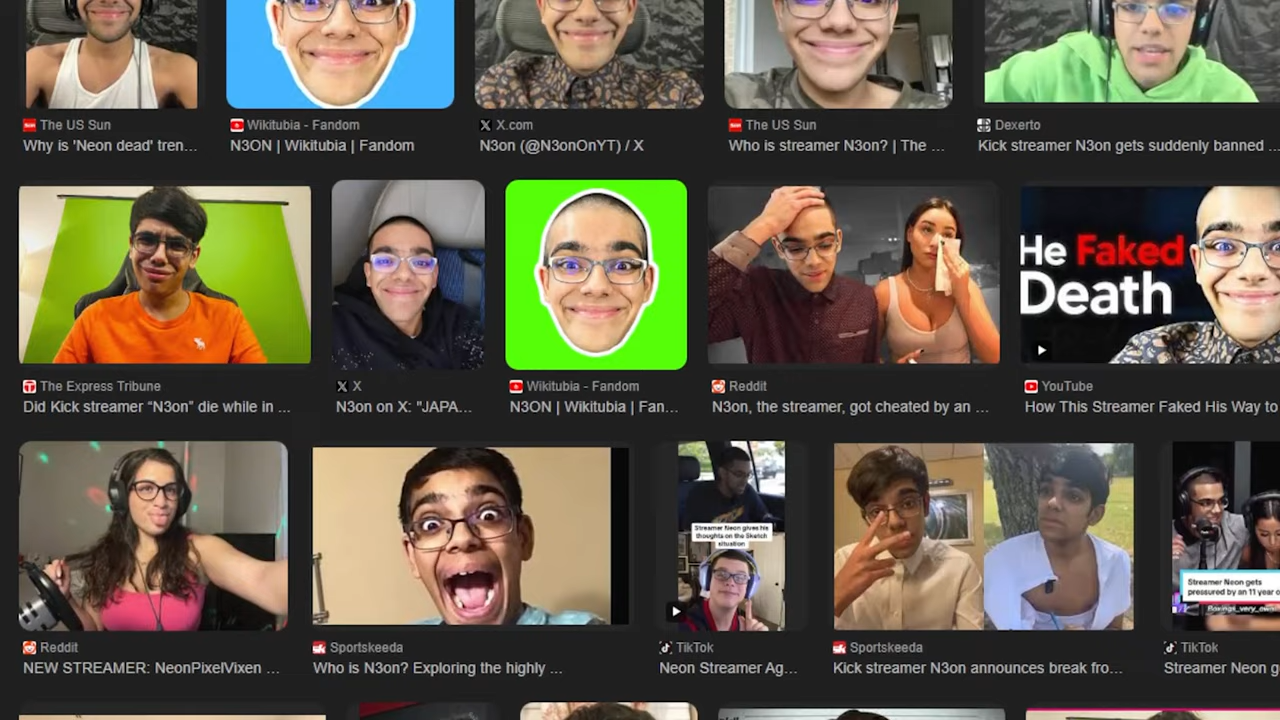 The US Sun
Why is 'Neon dead' tren...
Wikitubia - Fandom
N3ON | Wikitubia | Fandom
X.com
N3on (@N3onOnYT) / X
The US Sun
Who is streamer N3on? | The ...
Dexerto
Kick streamer N3on gets suddenly banned ...
He Faked
Death
The Express Tribune
Did Kick streamer “N3on” die while in ...
X
N3on on X: "JAPA...
Wikitubia - Fandom
N3ON | Wikitubia | Fan...
Reddit
N3on, the streamer, got cheated by an ...
YouTube
How This Streamer Faked His Way to
Streamer Neon gives his
thoughts on the Sketch
situation
Streamer Neon gets
pressured by an 11 year o
Reddit
NEW STREAMER: NeonPixelVixen ...
Sportskeeda
Who is N3on? Exploring the highly ...
TikTok
Neon Streamer Ag...
Sportskeeda
Kick streamer N3on announces break fro...
TikTok
Streamer Neon g